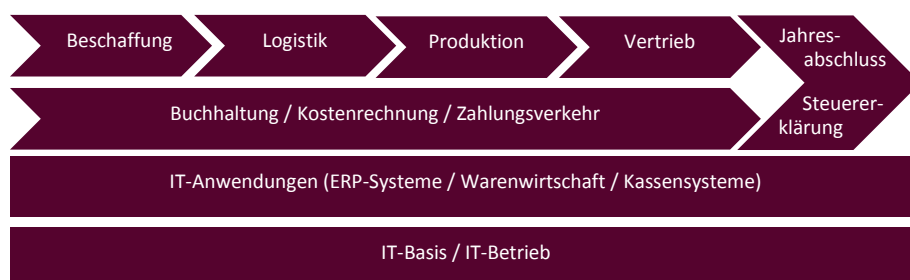 Beschaffung
Logistik
Produktion
Vertrieb
Jahres-
abschluss
Steuerer-
klärung
Buchhaltung / Kostenrechnung / Zahlungsverkehr
IT-Anwendungen (ERP-Systeme / Warenwirtschaft / Kassensysteme)
IT-Basis / IT-Betrieb